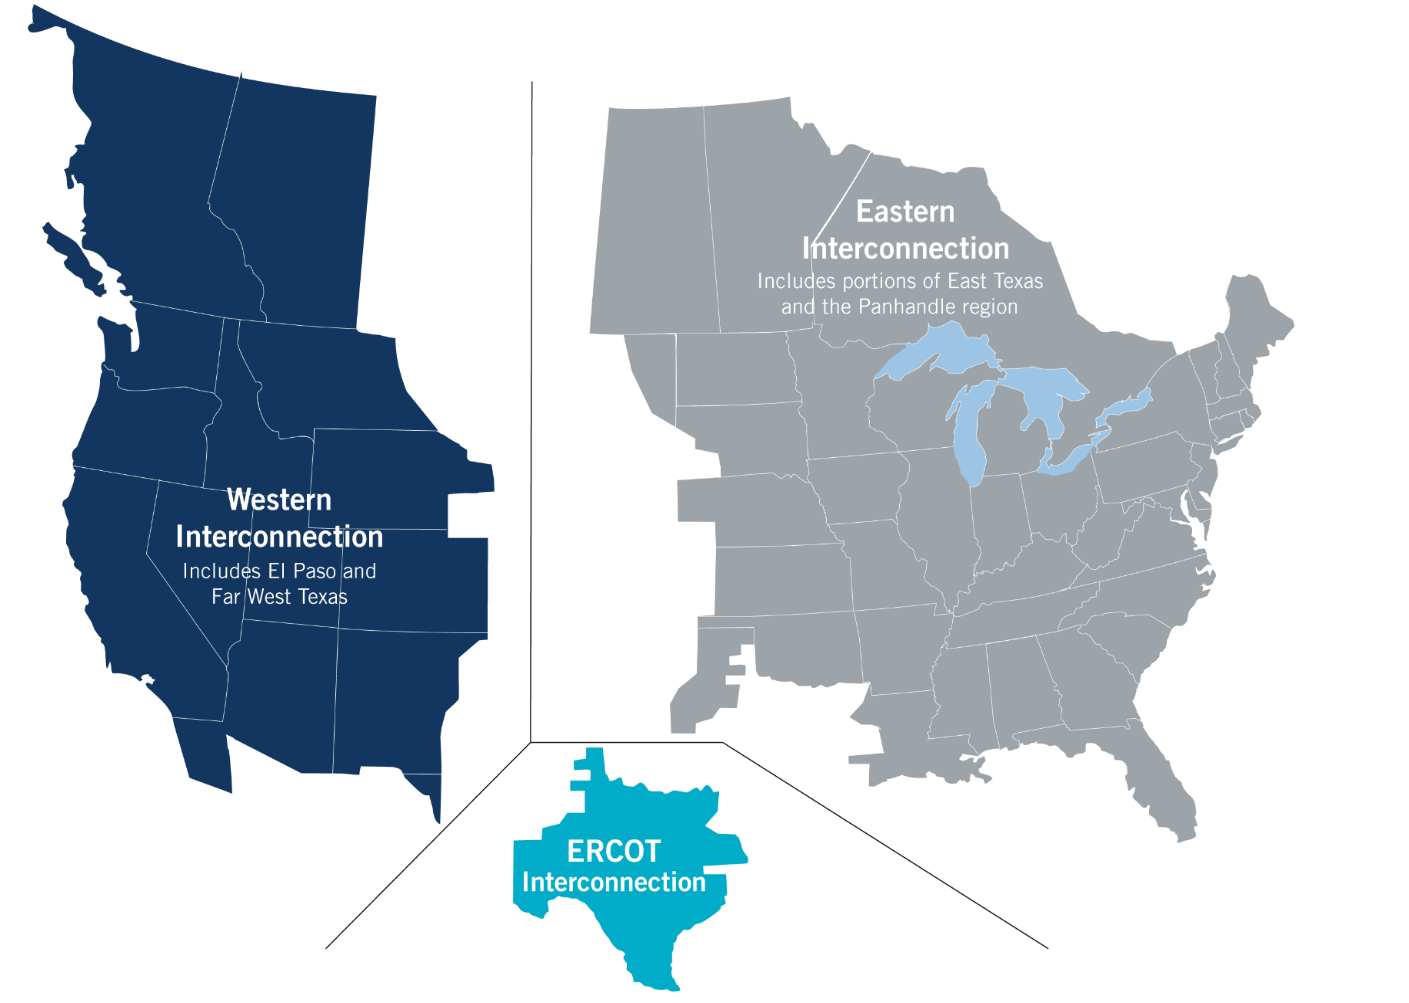 Western
Interconnection
Includes El Paso and
Far West Texas
Eastern
Interconnection
Includes portions of East Texas
and the Panhandle region
ERCOT
Interconnection